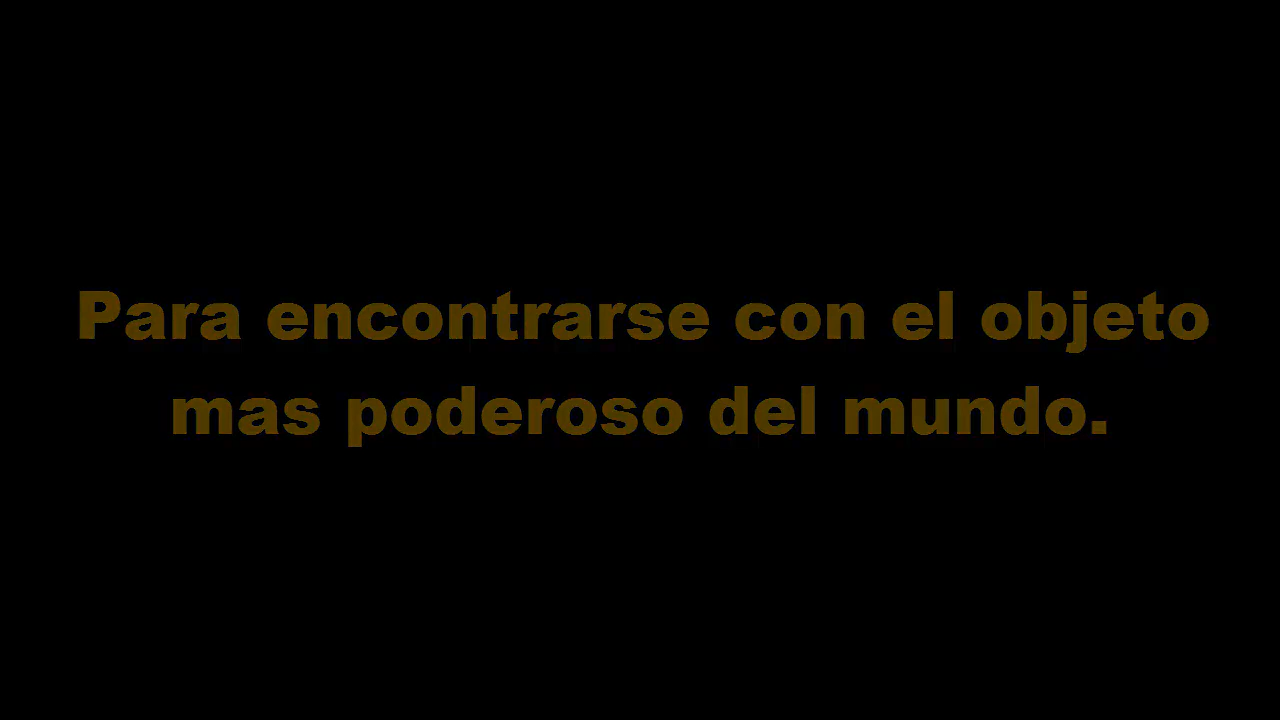 Para encontrarse con el objeto
mas poderoso del mundo.